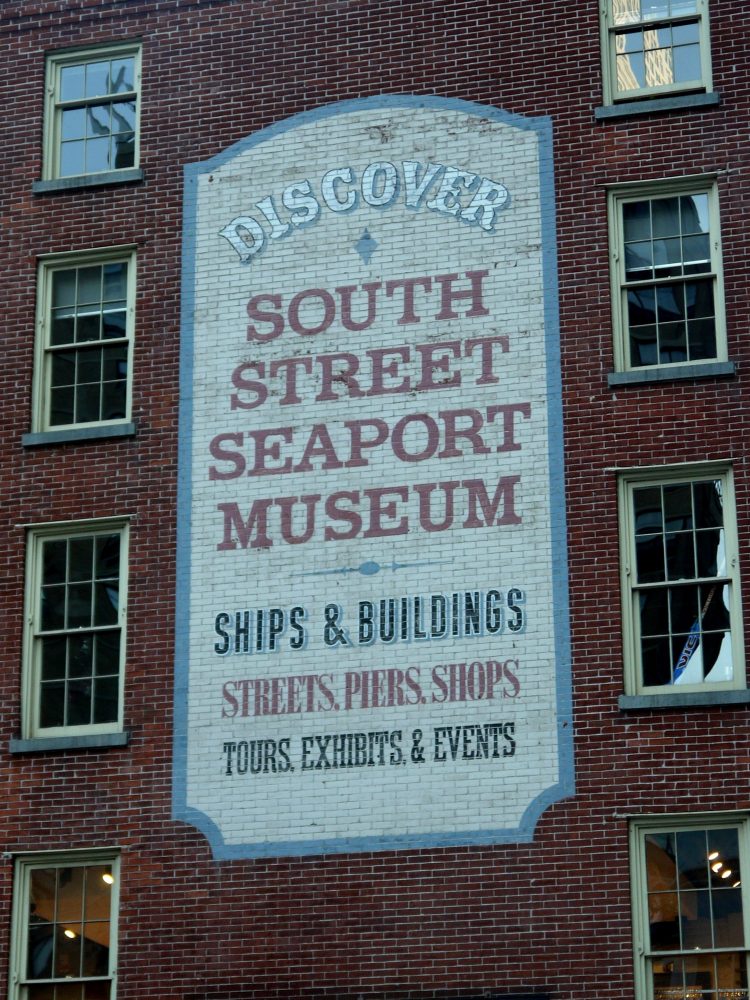 DISCOVER
SOUTH
STREET
SEAPORT
MUSEUM
SHIPS & BUILDINGS
STREETS, PIERS, SHOPS
TOURS, EXHIBITS, & EVENTS